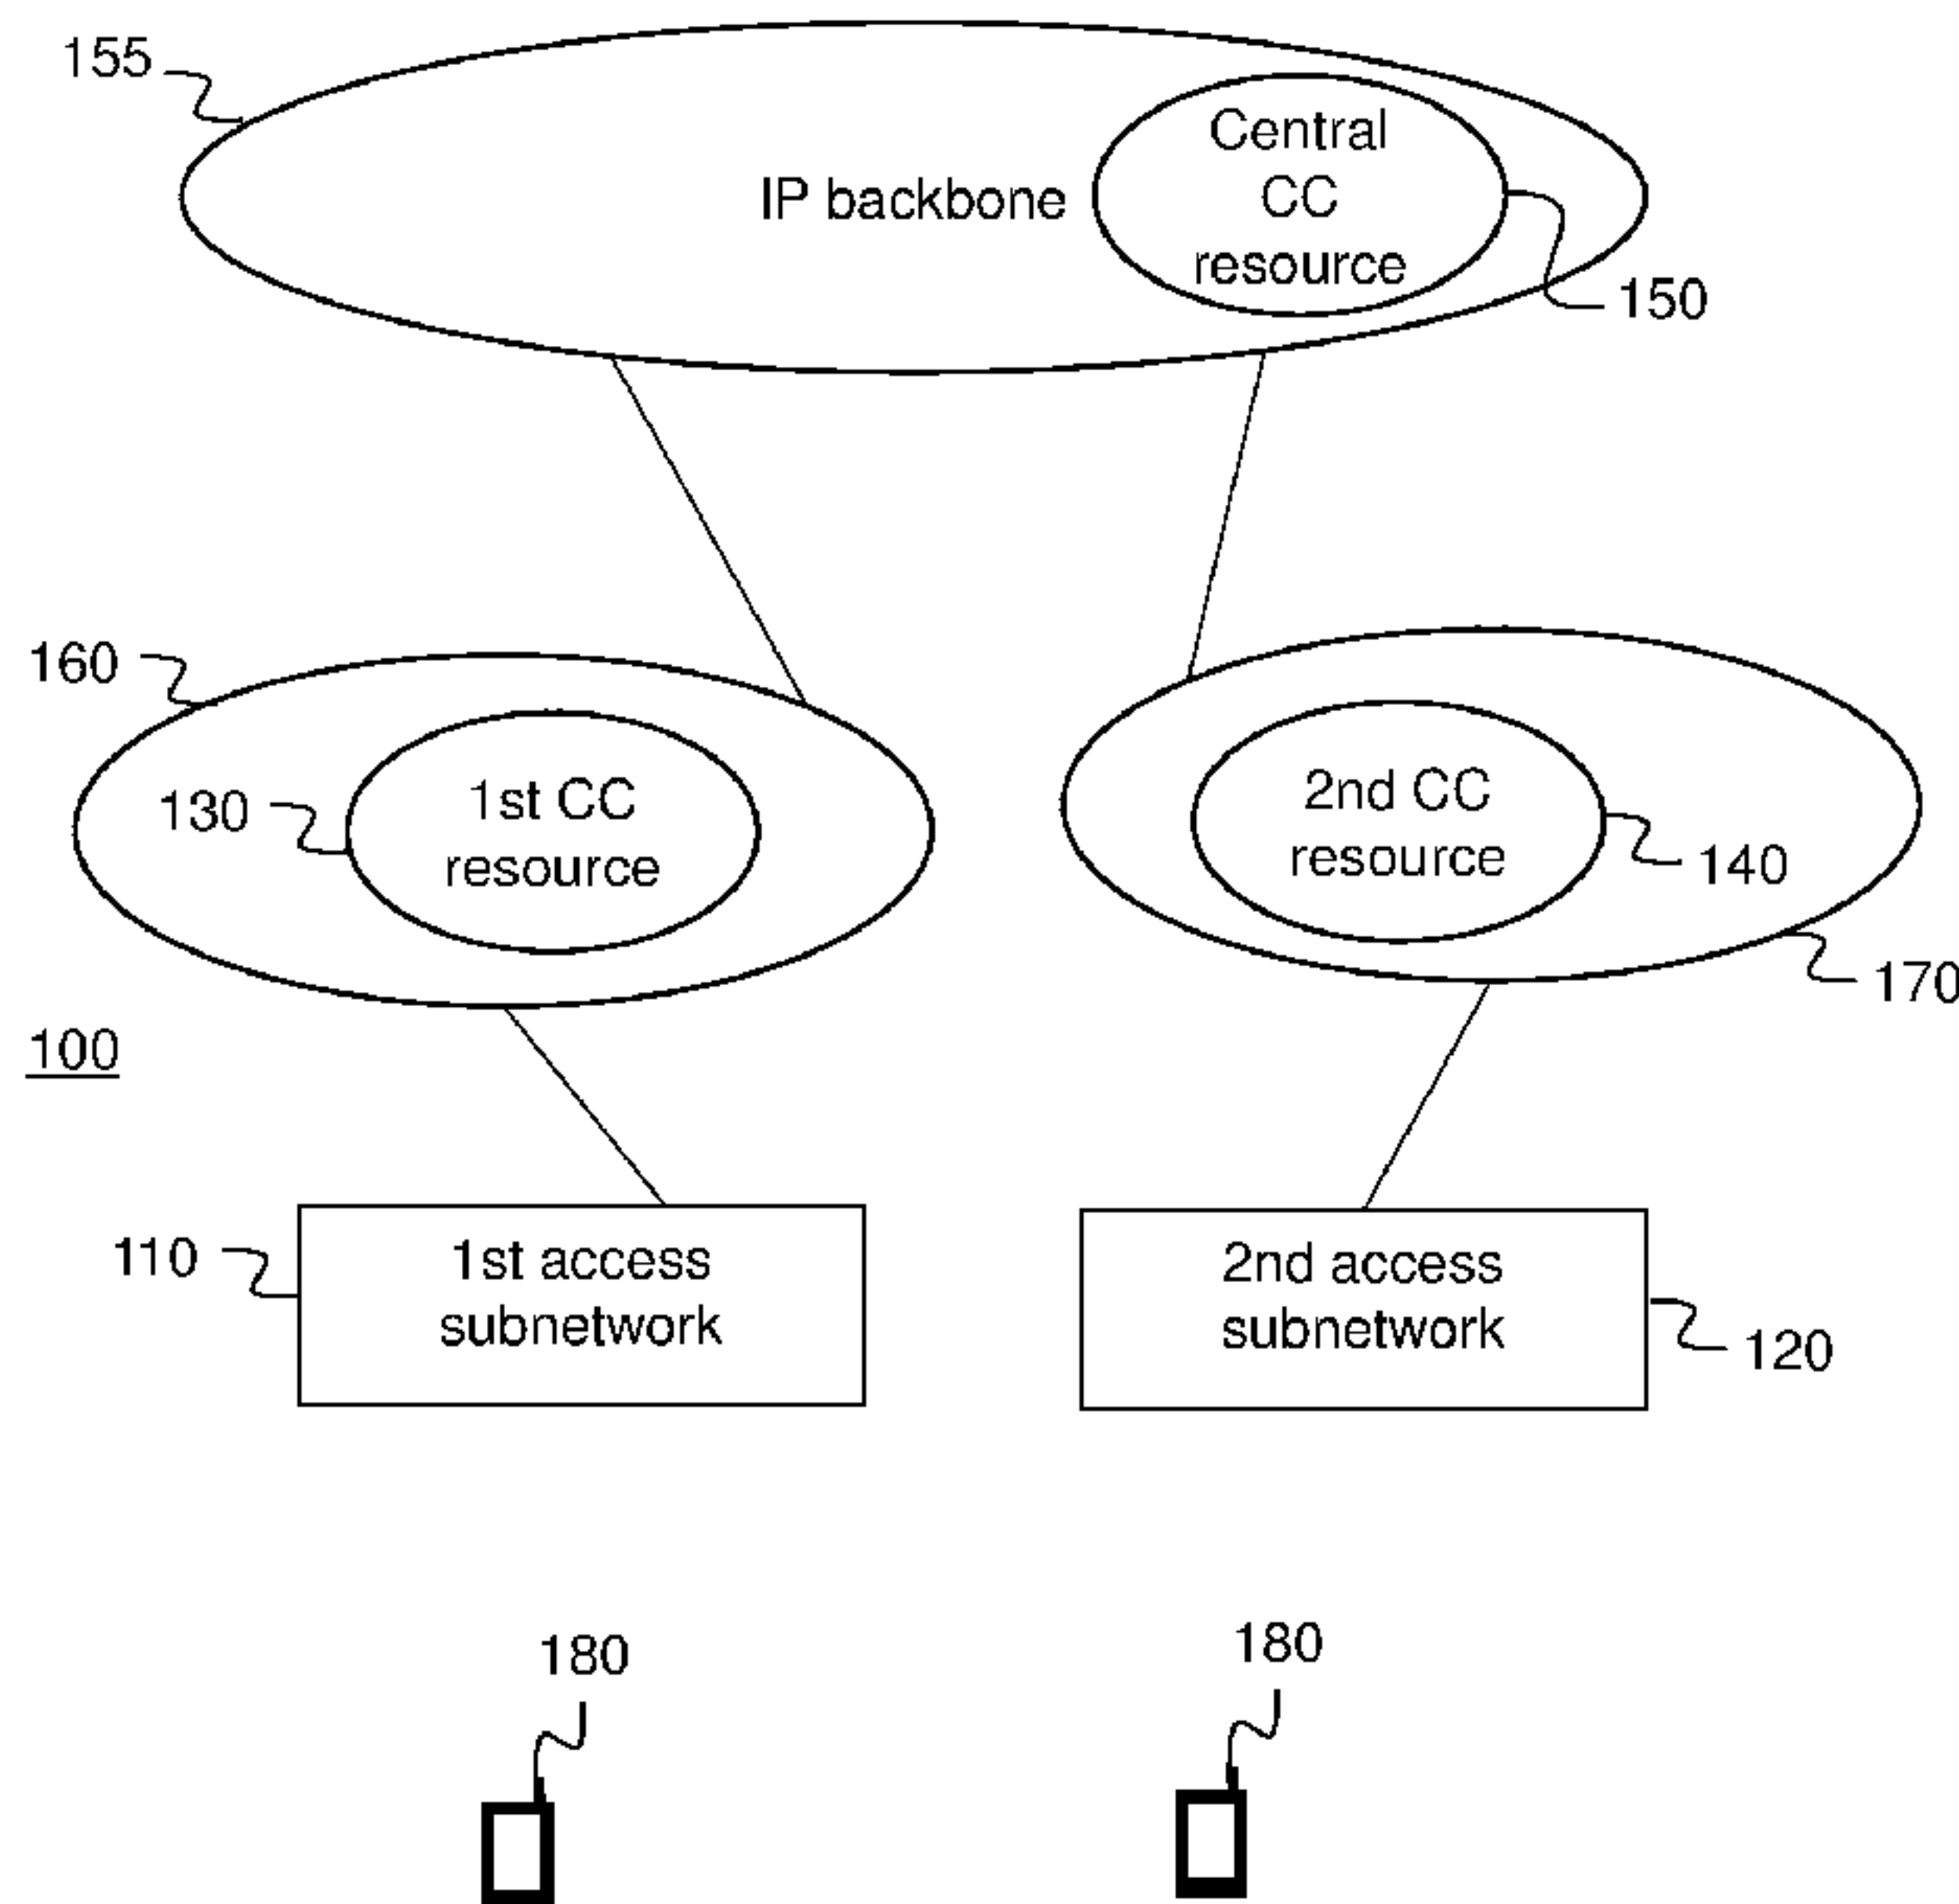 155
Central
CC
resource
IP backbone
150
160
1st CC
resource
130
2nd CC
resource
140
170
100
110
1st access
subnetwork
2nd access
subnetwork
120
180
180